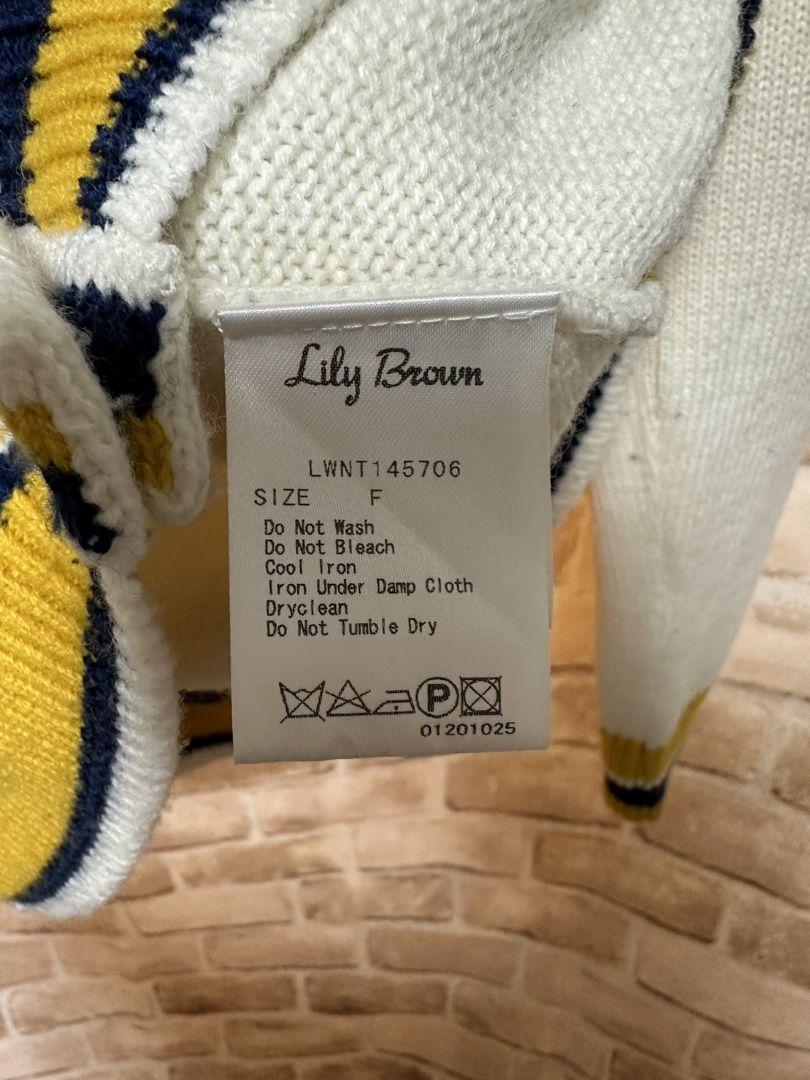 Lily Brown
LWNT145706
SIZE F
Do Not Wash
Do Not Bleach
Cool Iron
Iron Under Damp Cloth
Dryclean
Do Not Tumble Dry
P
01201025